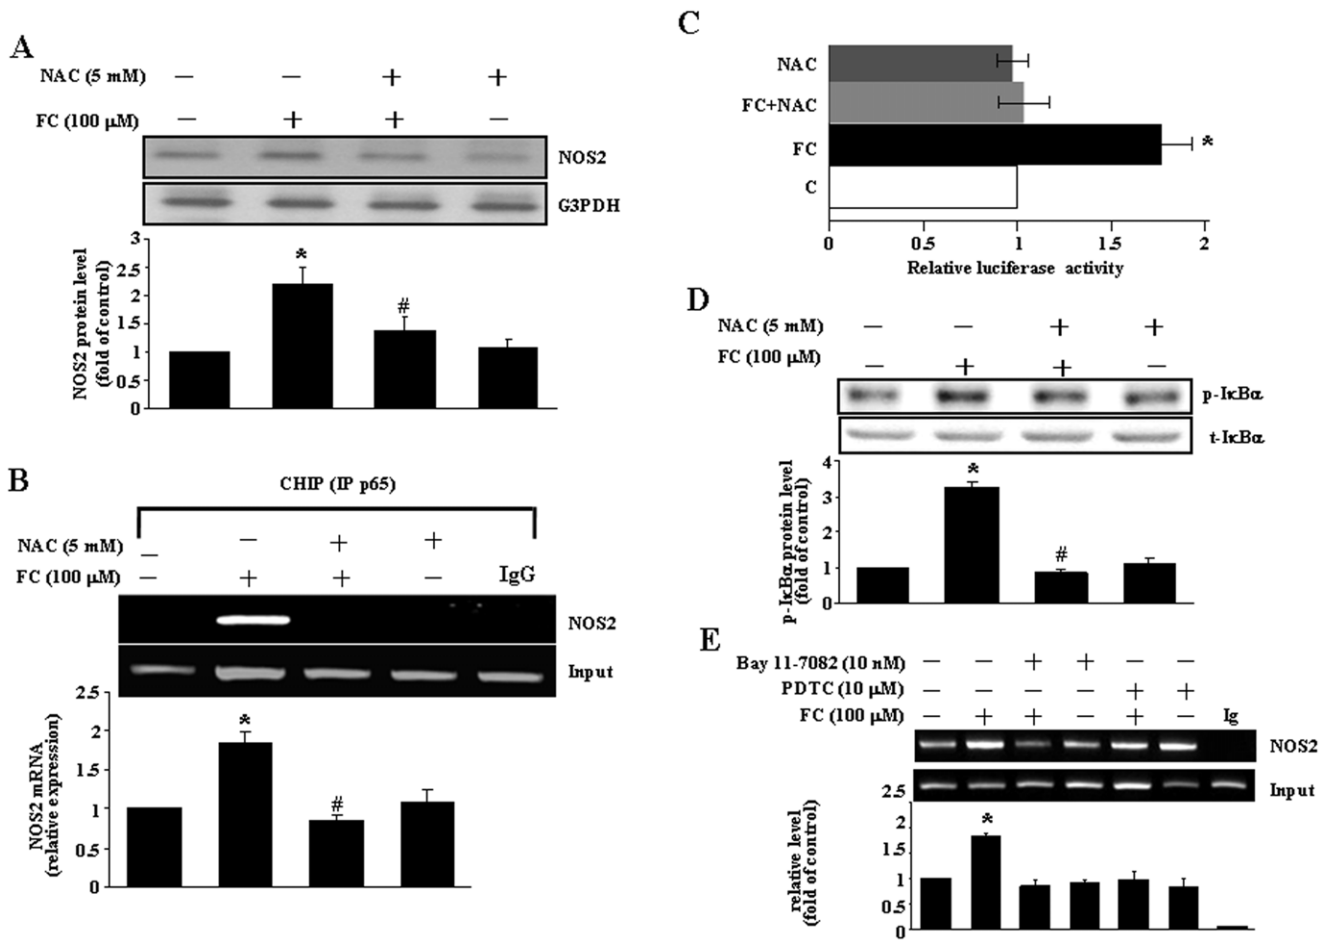 A
NAC (5 mM) – – + +
FC (100 µM) – + + –
NOS2
G3PDH
NOS2 protein level
(fold of control)
3
2.5
2
1.5
1
0.5
0
*
#
B
CHIP (IP p65)
NAC (5 mM) – – + +
FC (100 µM) – + + – IgG
NOS2
Input
NOS2 mRNA
(relative expression)
2.5
2
1.5
1
0.5
0
*
#
C
NAC
FC+NAC
FC *
C
0 0.5 1 1.5 2
Relative luciferase activity
D
NAC (5 mM) – – + +
FC (100 µM) – + + –
p-IκBα
t-IκBα
p-IκBα protein level
(fold of control)
4
3
2
1
0
*
#
E
Bay 11-7082 (10 nM) – – + + – –
PDTC (10 µM) – – – – + +
FC (100 µM) – + + – + – Ig
NOS2
Input
relative level
(fold of control)
2.5
2
1.5
1
0.5
0
*